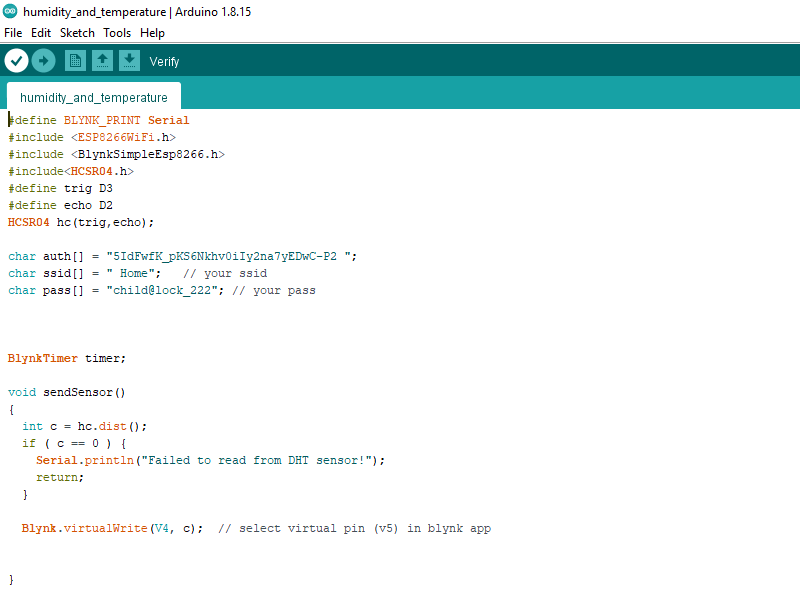 humidity_and_temperature | Arduino 1.8.15
File Edit Sketch Tools Help
Verify
humidity_and_temperature
#define BLYNK_PRINT Serial
#include <ESP8266WiFi.h>
#include <BlynkSimpleEsp8266.h>
#include<HCSR04.h>
#define trig D3
#define echo D2
HCSR04 hc(trig,echo);
char auth[] = "5IdFwfK_pKS6Nkhv0iIy2na7yEDwC-P2 ";
char ssid[] = " Home";   // your ssid
char pass[] = "child@lock_222"; // your pass
BlynkTimer timer;
void sendSensor()
{
  int c = hc.dist();
  if ( c == 0 ) {
    Serial.println("Failed to read from DHT sensor!");
    return;
  }
  Blynk.virtualWrite(V4, c);  // select virtual pin (v5) in blynk app
}